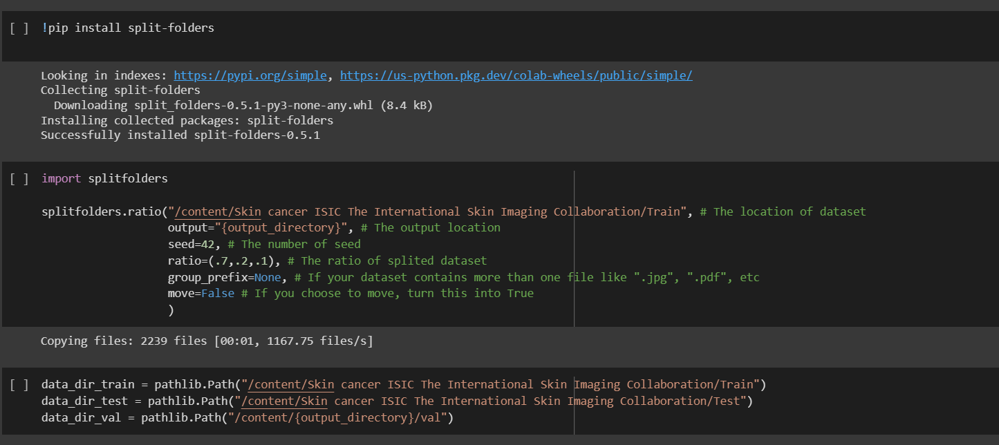 [ ] !pip install split-folders
Looking in indexes: https://pypi.org/simple, https://us-python.pkg.dev/colab-wheels/public/simple/
Collecting split-folders
  Downloading split_folders-0.5.1-py3-none-any.whl (8.4 kB)
Installing collected packages: split-folders
Successfully installed split-folders-0.5.1
[ ] import splitfolders
splitfolders.ratio("/content/Skin cancer ISIC The International Skin Imaging Collaboration/Train", # The location of dataset
                   output="{output_directory}", # The output location
                   seed=42, # The number of seed
                   ratio=(.7,.2,.1), # The ratio of splited dataset
                   group_prefix=None, # If your dataset contains more than one file like ".jpg", ".pdf", etc
                   move=False # If you choose to move, turn this into True
                   )
Copying files: 2239 files [00:01, 1167.75 files/s]
[ ] data_dir_train = pathlib.Path("/content/Skin cancer ISIC The International Skin Imaging Collaboration/Train")
data_dir_test = pathlib.Path("/content/Skin cancer ISIC The International Skin Imaging Collaboration/Test")
data_dir_val = pathlib.Path("/content/{output_directory}/val")